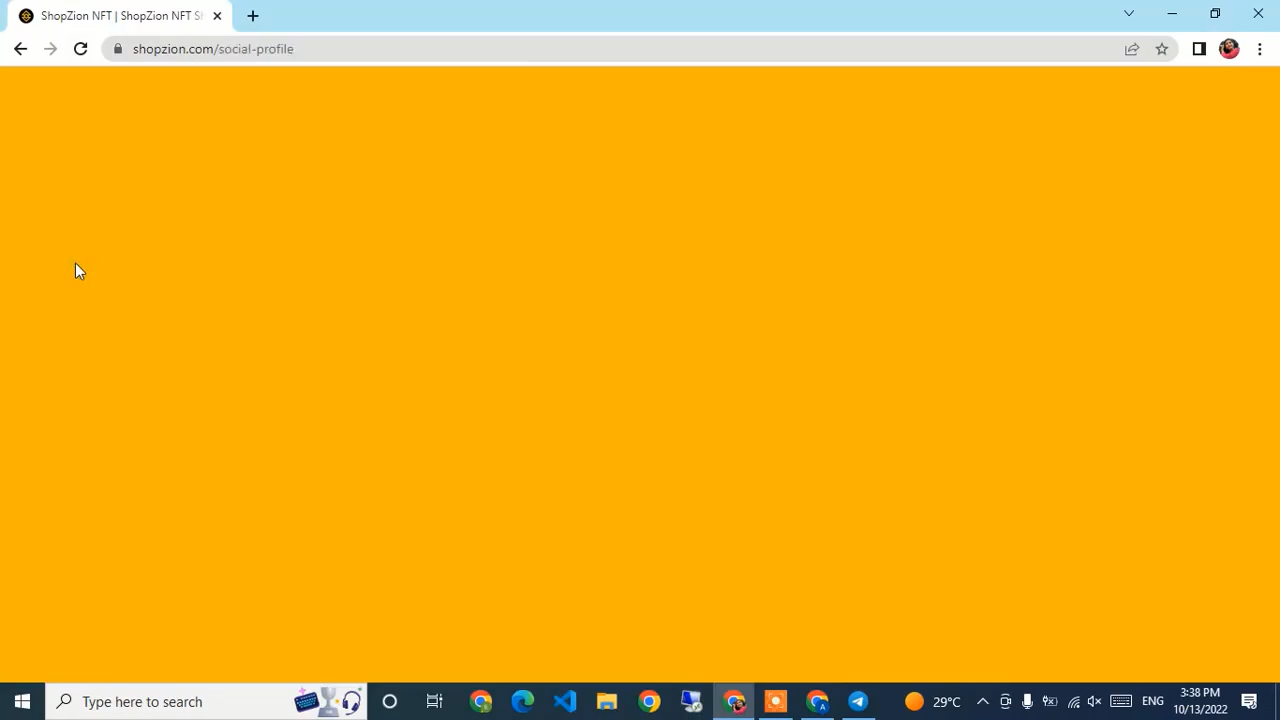 ShopZion NFT | ShopZion NFT Sh
shopzion.com/social-profile
Type here to search
A
29°C
ENG
3:38 PM
10/13/2022